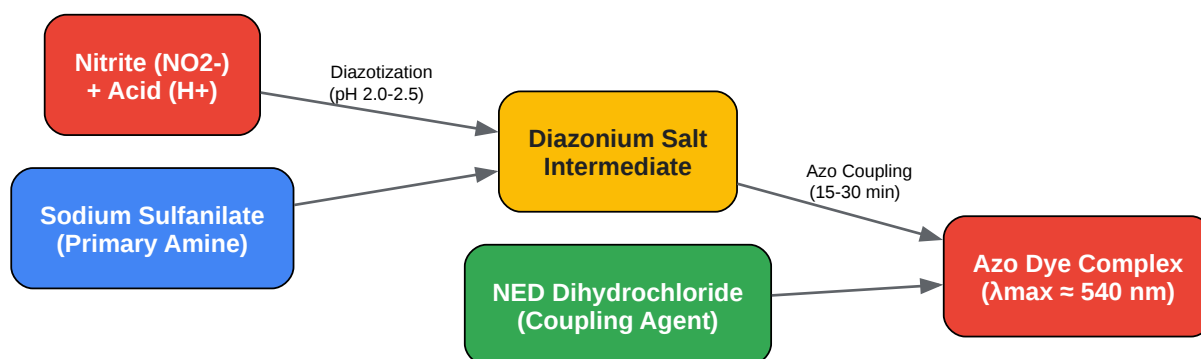 Nitrite (NO2-)
+ Acid (H+)
Diazotization
(pH 2.0-2.5)
Diazonium Salt
Intermediate
Sodium Sulfanilate
(Primary Amine)
Azo Coupling
(15-30 min)
NED Dihydrochloride
(Coupling Agent)
Azo Dye Complex
(λmax ≈ 540 nm)